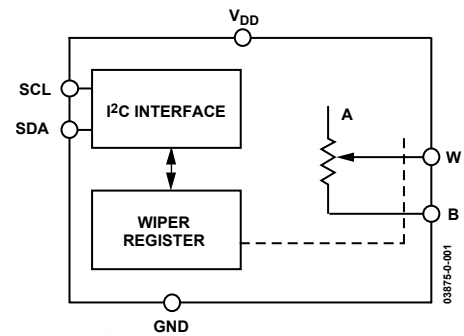 VDD
SCL
I2C INTERFACE
SDA
A
W
WIPER
REGISTER
B
GND
03875-0-001